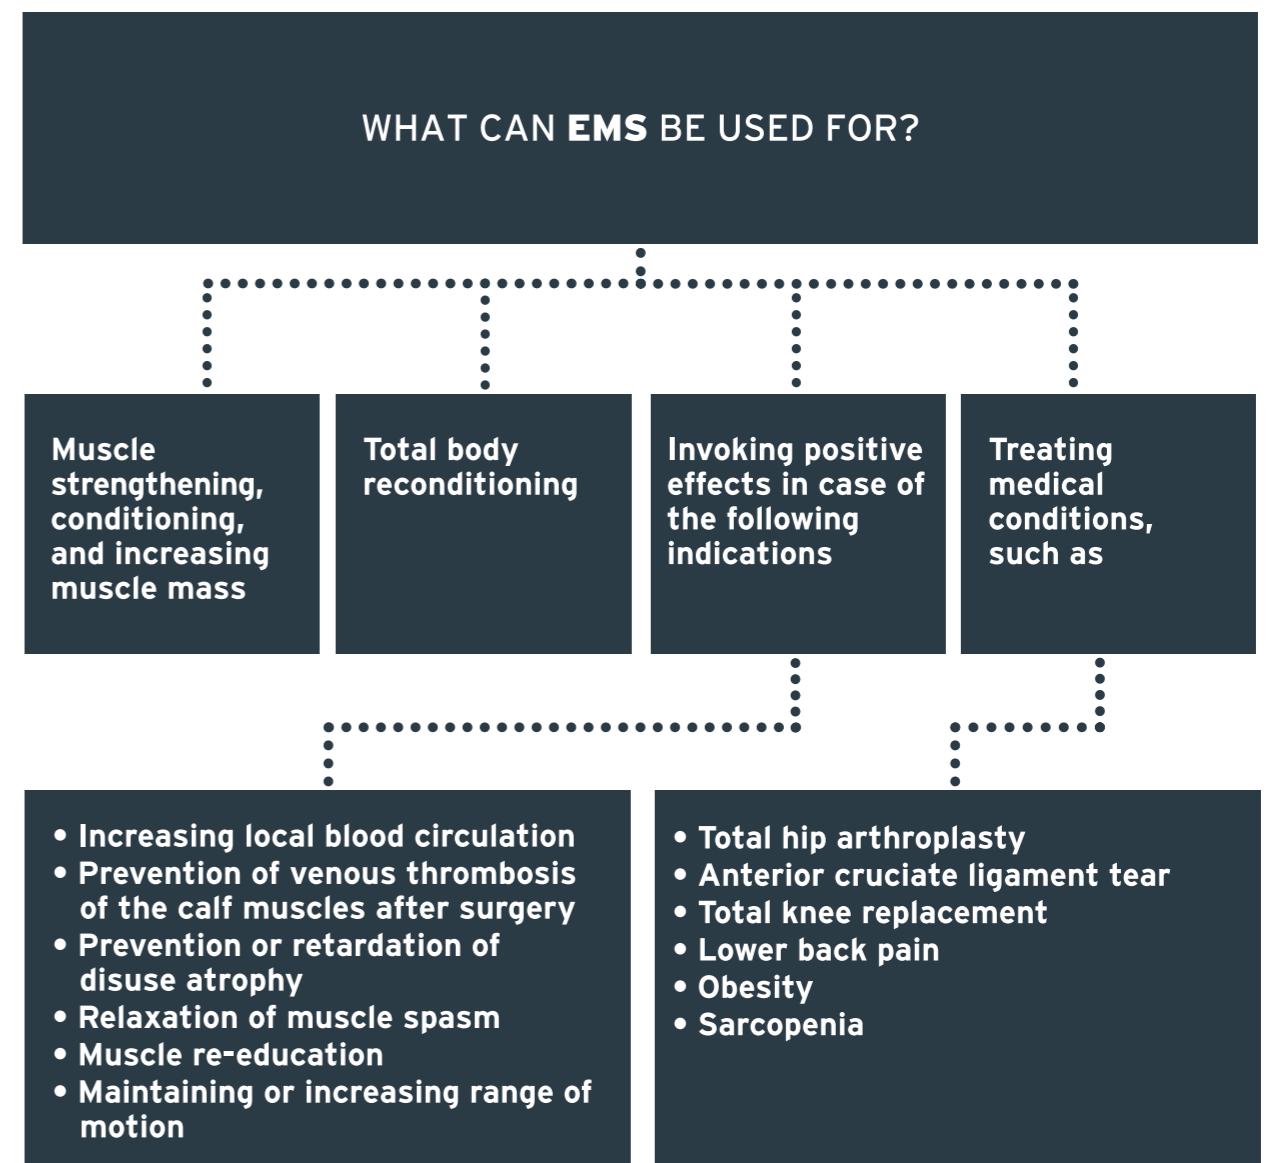 WHAT CAN EMS BE USED FOR?
Muscle
strengthening,
conditioning,
and increasing
muscle mass
Total body
reconditioning
Invoking positive
effects in case of
the following
indications
Treating
medical
conditions,
such as
• Increasing local blood circulation
• Prevention of venous thrombosis
of the calf muscles after surgery
• Prevention or retardation of
disuse atrophy
• Relaxation of muscle spasm
• Muscle re-education
• Maintaining or increasing range of
motion
• Total hip arthroplasty
• Anterior cruciate ligament tear
• Total knee replacement
• Lower back pain
• Obesity
• Sarcopenia